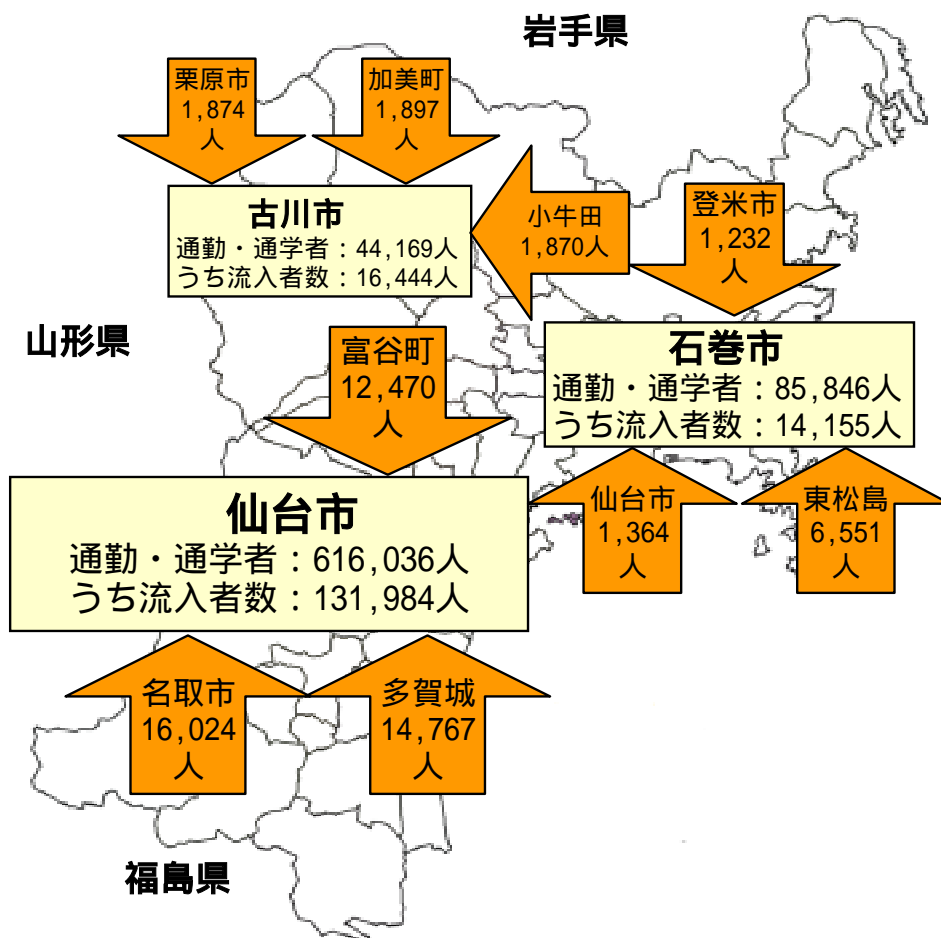 岩手県
栗原市
1,874
人
加美町
1,897
人
古川市
通勤・通学者：44,169人
うち流入者数：16,444人
小牛田
1,870人
登米市
1,232
人
山形県
富谷町
12,470
人
石巻市
通勤・通学者：85,846人
うち流入者数：14,155人
仙台市
通勤・通学者：616,036人
うち流入者数：131,984人
仙台市
1,364
人
東松島
6,551
人
名取市
16,024
人
多賀城
14,767
人
福島県